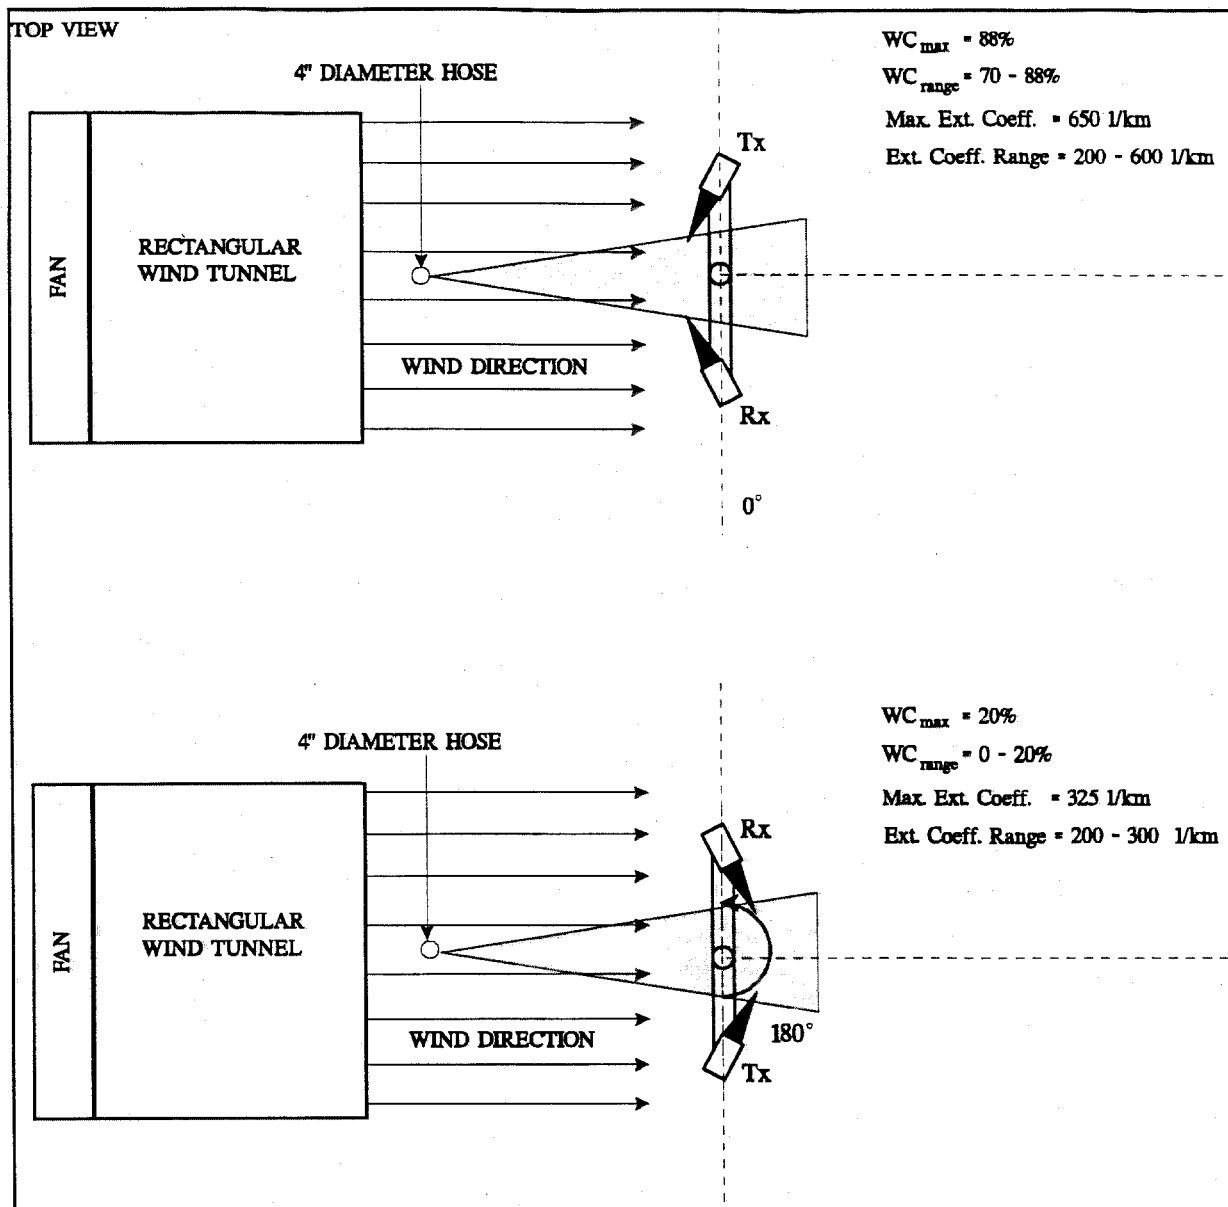 TOP VIEW
4" DIAMETER HOSE
WC max = 88%
WC range = 70 - 88%
Max. Ext. Coeff. = 650 1/km
Ext. Coeff. Range = 200 - 600 1/km
Tx
FAN
RECTANGULAR
WIND TUNNEL
WIND DIRECTION
Rx
0°
4" DIAMETER HOSE
WC max = 20%
WC range = 0 - 20%
Max. Ext. Coeff. = 325 1/km
Ext. Coeff. Range = 200 - 300 1/km
Rx
FAN
RECTANGULAR
WIND TUNNEL
WIND DIRECTION
180°
Tx